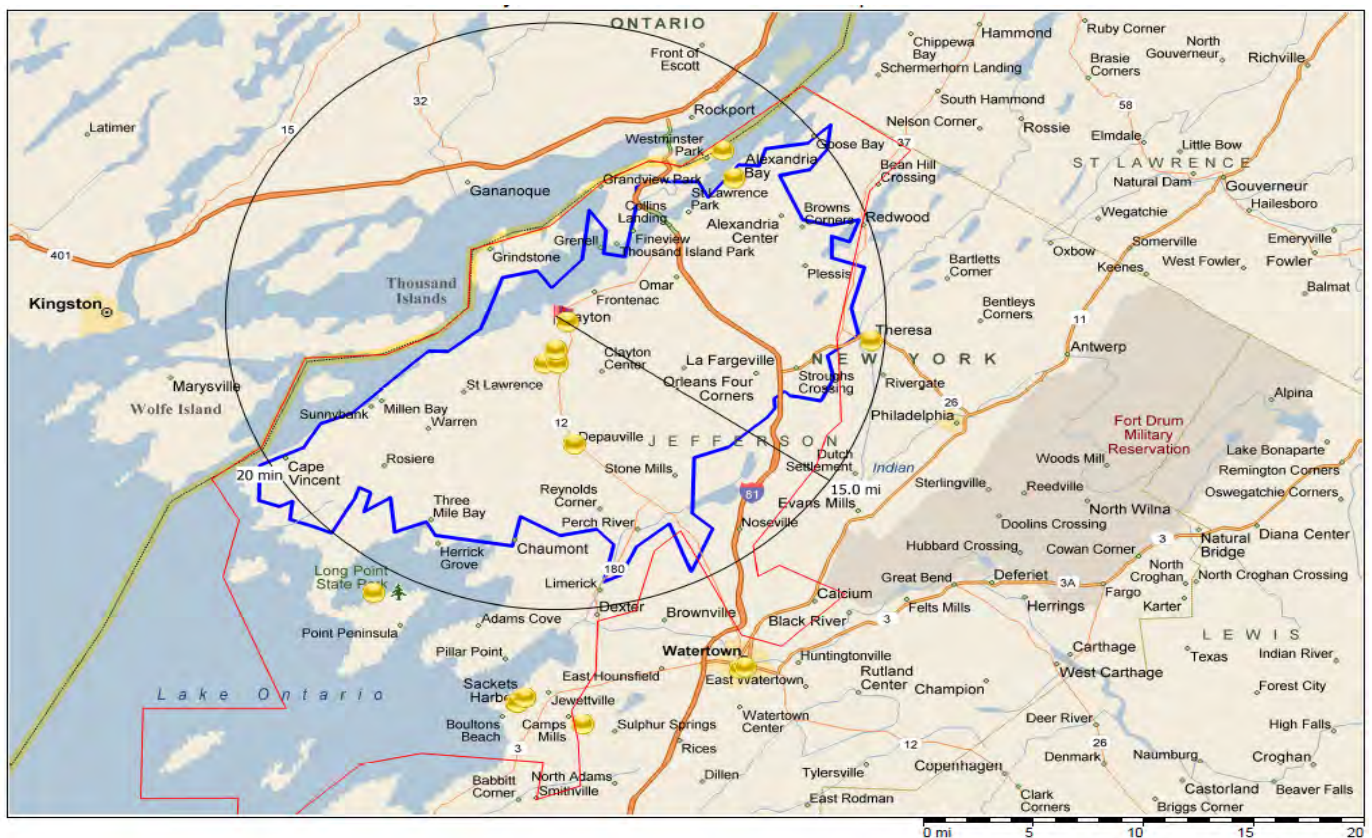 ONTARIO
Front of
Escott
Hammond
Ruby Corner
Chippewa
Bay
North
Gouverneur
Richville
Schermerhorn Landing
Brasie
Corners
32
15
Latimer
Rockport
South Hammond
58
Nelson Corner
Rossie
Elmdale
Little Bow
Westminster
Park
Goose Bay
37
ST LAWRENCE
Alexandria
Bay
Bean Hill
Crossing
Natural Dam
Gouverneur
Gananoque
Grandview Park
St Lawrence
Park
Hailesboro
Collins
Landing
Browns
Corners
Redwood
Wegatchie
Alexandria
Center
Emeryville
401
Grenell
Fineview
Oxbow
Somerville
Grindstone
Thousand Island Park
Keenes
West Fowler
Fowler
Plessis
Bartletts
Corner
Thousand
Islands
Omar
Balmat
Kingston
Frontenac
Bentleys
Corners
ayton
11
Theresa
Antwerp
Clayton
Center
La Fargeville
NEW YORK
Marysville
St Lawrence
Orleans Four
Corners
Stroughs
Crossing
Rivergate
Wolfe Island
Sunnybank
Millen Bay
26
Alpina
Warren
12
Philadelphia
Fort Drum
Military
Reservation
Depauville
JEFFERSON
Lake Bonaparte
Cape
Vincent
Rosiere
Dutch
Settlement
Indian
Woods Mill
Remington Corners
20 min
Stone Mills
15.0 mi
Sterlingville
Reedville
Oswegatchie Corners
Reynolds
Corner
81
Evans Mills
Three
Mile Bay
North Wilna
Perch River
Noseville
Doolins Crossing
Natural
Bridge
Diana Center
Herrick
Grove
Chaumont
Hubbard Crossing
Cowan Corner
3
Long Point
State Park
180
Limerick
Great Bend
Deferiet
3A
North
Croghan
North Croghan Crossing
Calcium
Fargo
Dexter
Felts Mills
Herrings
Karter
Adams Cove
Brownville
Black River
3
Point Peninsula
LEWIS
Watertown
Carthage
Texas
Indian River
Pillar Point
Huntingtonville
West Carthage
East Hounsfield
East Watertown
Rutland
Center
Champion
Lake Ontario
Sackets
Harbor
Jewettville
Forest City
Boultons
Beach
Camps
Mills
Sulphur Springs
Watertown
Center
Deer River
High Falls
3
Rices
12
26
Denmark
Naumburg
Croghan
Babbitt
Corner
North Adams
Smithville
Dillen
Tylersville
Copenhagen
Castorland
Beaver Falls
East Rodman
Clark
Corners
Briggs Corner
0 mi
5
10
15
20